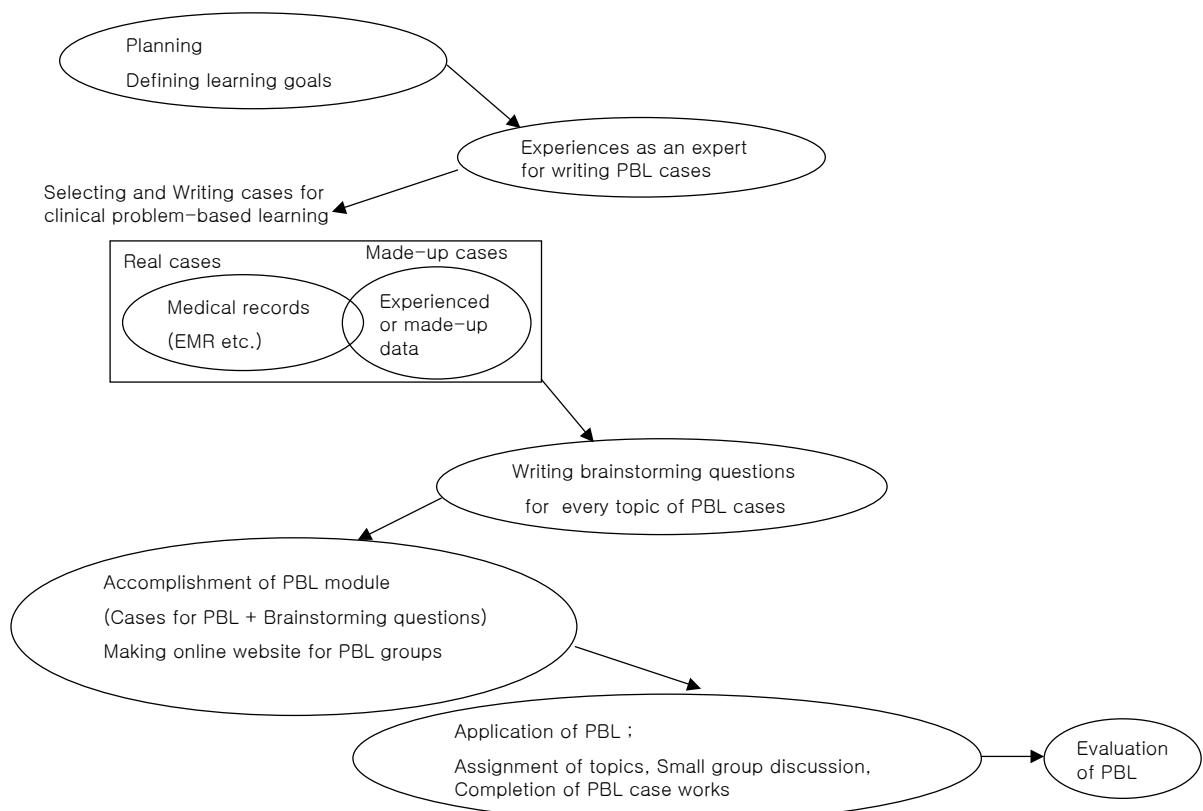 Planning
Defining learning goals
Experiences as an expert
for writing PBL cases
Selecting and Writing cases for
clinical problem-based learning
Real cases
Made-up cases
Medical records
(EMR etc.)
Experienced
or made-up
data
Writing brainstorming questions
for every topic of PBL cases
Accomplishment of PBL module
(Cases for PBL + Brainstorming questions)
Making online website for PBL groups
Application of PBL ;
Assignment of topics, Small group discussion,
Completion of PBL case works
Evaluation
of PBL